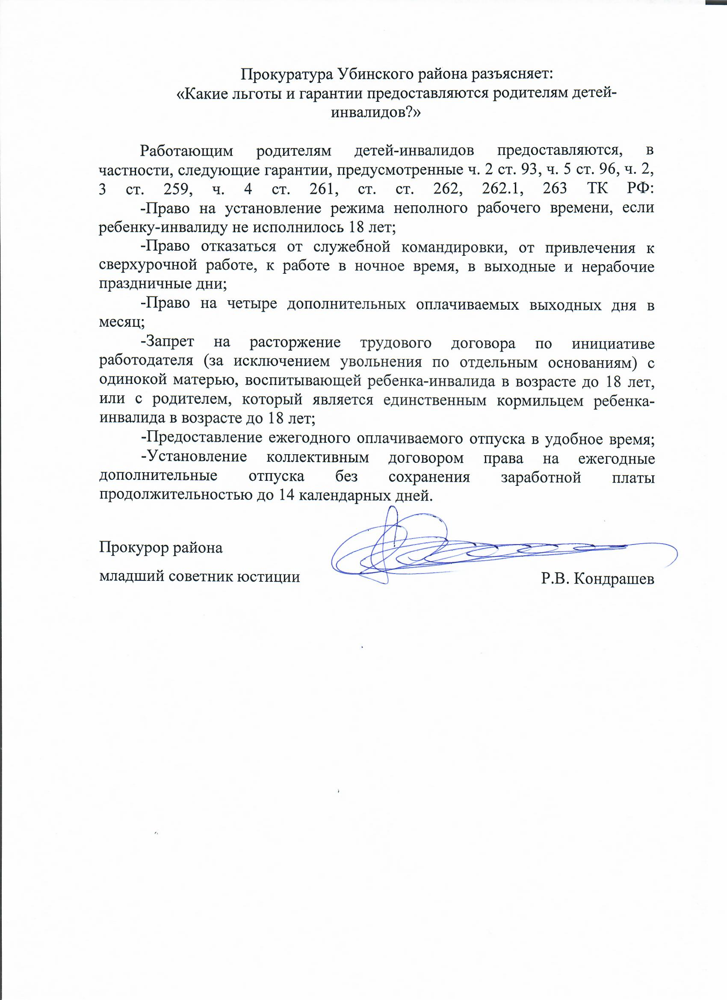 Прокуратура Убинского района разъясняет:
«Какие льготы и гарантии предоставляются родителям детей-
инвалидов?»
Работающим родителям детей-инвалидов предоставляются, в
частности, следующие гарантии, предусмотренные ч. 2 ст. 93, ч. 5 ст. 96, ч. 2,
3 ст. 259, ч. 4 ст. 261, ст. ст. 262, 262.1, 263 ТК РФ:
-Право на установление режима неполного рабочего времени, если
ребенку-инвалиду не исполнилось 18 лет;
-Право отказаться от служебной командировки, от привлечения к
сверхурочной работе, к работе в ночное время, в выходные и нерабочие
праздничные дни;
-Право на четыре дополнительных оплачиваемых выходных дня в
месяц;
-Запрет на расторжение трудового договора по инициативе
работодателя (за исключением увольнения по отдельным основаниям) с
одинокой матерью, воспитывающей ребенка-инвалида в возрасте до 18 лет,
или с родителем, который является единственным кормильцем ребенка-
инвалида в возрасте до 18 лет;
-Предоставление ежегодного оплачиваемого отпуска в удобное время;
-Установление коллективным договором права на ежегодные
дополнительные отпуска без сохранения заработной платы
продолжительностью до 14 календарных дней.
Прокурор района
младший советник юстиции Р.В. Кондрашев